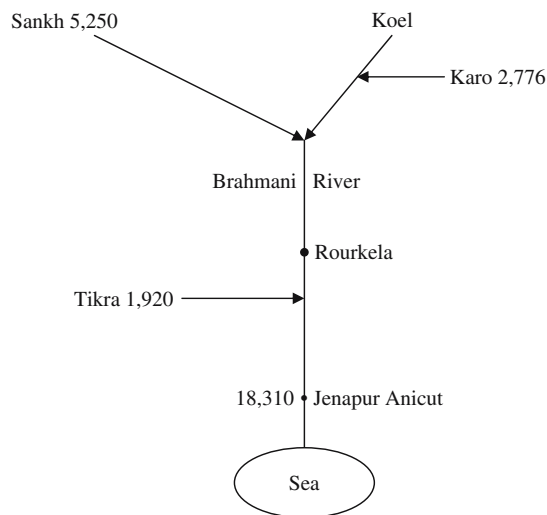 Sankh 5,250
Koel
Karo 2,776
Brahmani River
Rourkela
Tikra 1,920
18,310 Jenapur Anicut
Sea